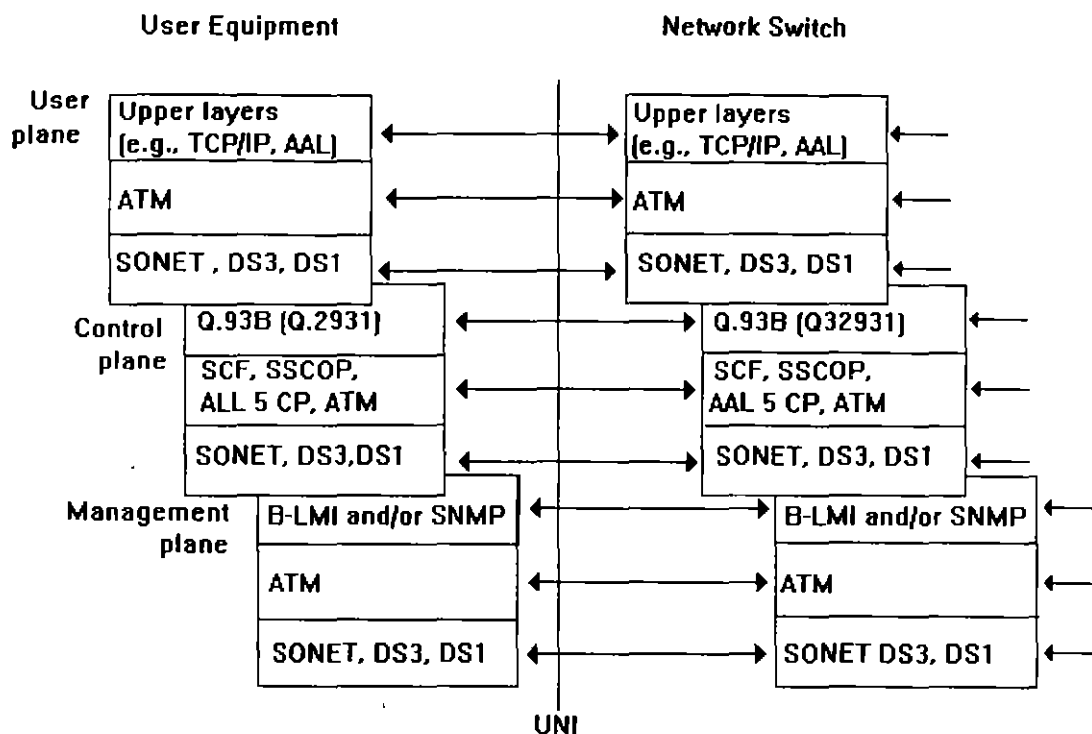 User Equipment
Network Switch
User
plane
Upper layers
(e.g., TCP/IP, AAL)
ATM
SONET , DS3, DS1
Upper layers
(e.g., TCP/IP, AAL)
ATM
SONET, DS3, DS1
Control
plane
Q.93B (Q.2931)
SCF, SSCOP,
ALL 5 CP, ATM
SONET, DS3,DS1
Q.93B (Q32931)
SCF, SSCOP,
AAL 5 CP, ATM
SONET, DS3, DS1
Management
plane
B-LMI and/or SNMP
ATM
SONET, DS3, DS1
B-LMI and/or SNMP
ATM
SONET DS3, DS1
UNI